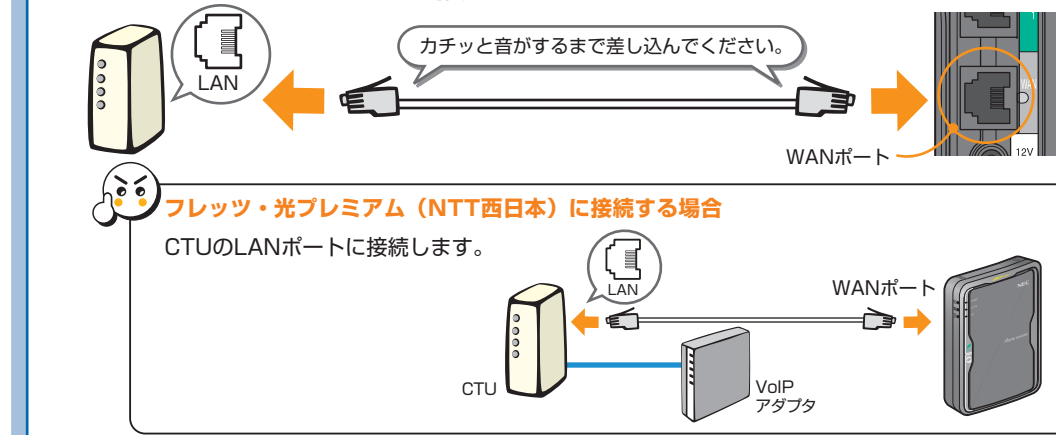 カチッと音がするまで差し込んでください。
LAN
WAN
WANポート
12V
フレッツ・光プレミアム（NTT西日本）に接続する場合
CTUのLANポートに接続します。
LAN
WANポート
NEC
CTU
VoIP
アダプタ